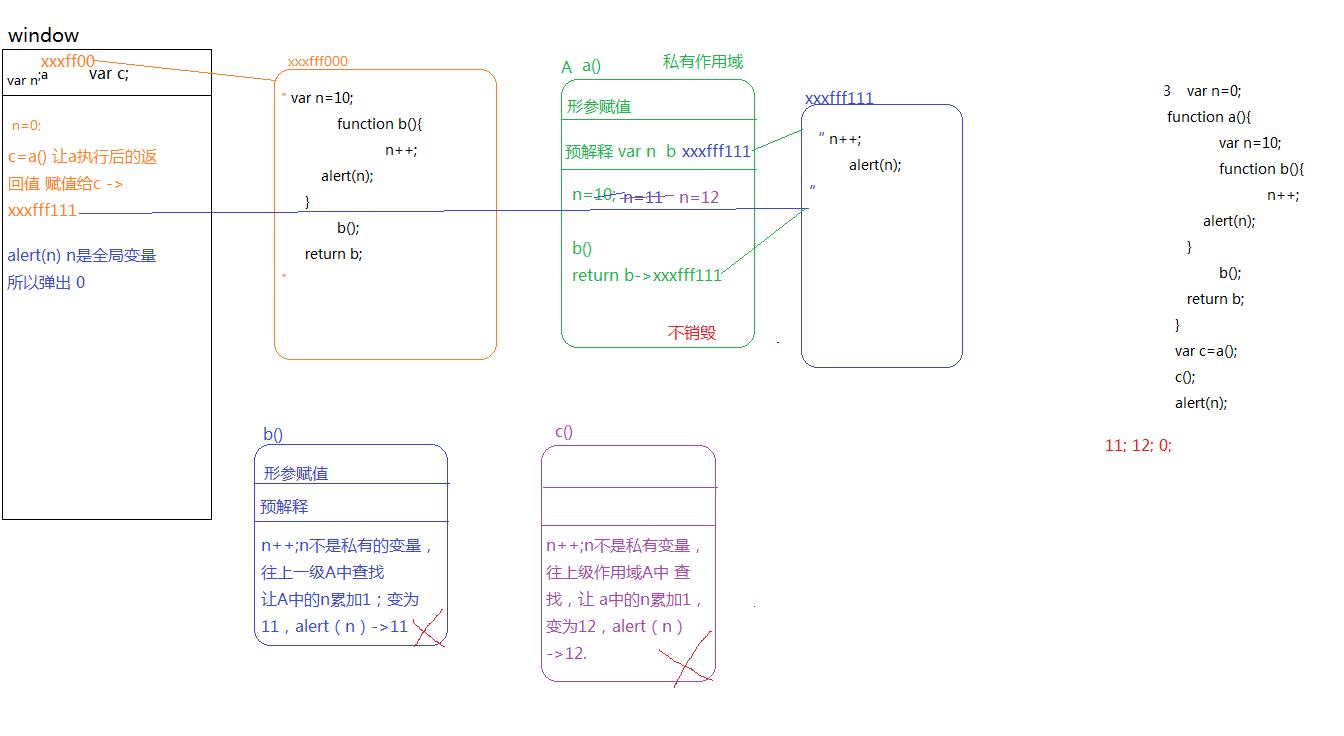 window
xxxff00
var n;
;a
var c;
n=0;
c=a() 让a执行后的返
回值 赋值给c ->
xxxfff111
alert(n) n是全局变量
所以弹出 0
xxxfff000
" var n=10;
function b(){
n++;
alert(n);
}
b();
return b;
"
A a() 私有作用域
形参赋值
预解释 var n b xxxfff111
n=10; n=11 n=12
b()
return b->xxxfff111
不销毁
xxxfff111
" n++;
alert(n);
"
3 var n=0;
function a(){
var n=10;
function b(){
n++;
alert(n);
}
b();
return b;
}
var c=a();
c();
alert(n);
11; 12; 0;
b()
形参赋值
预解释
n++;n不是私有的变量，
往上一级A中查找
让A中的n累加1；变为
11，alert（n）->11
c()
n++;n不是私有变量，
往上级作用域A中 查
找，让 a中的n累加1，
变为12，alert（n）
->12.